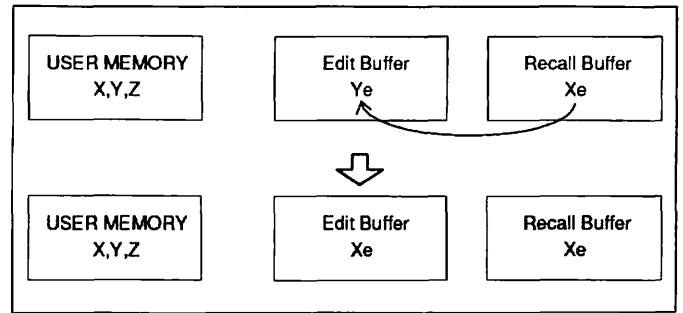 USER MEMORY
X,Y,Z
Edit Buffer
Ye
Recall Buffer
Xe
USER MEMORY
X,Y,Z
Edit Buffer
Xe
Recall Buffer
Xe